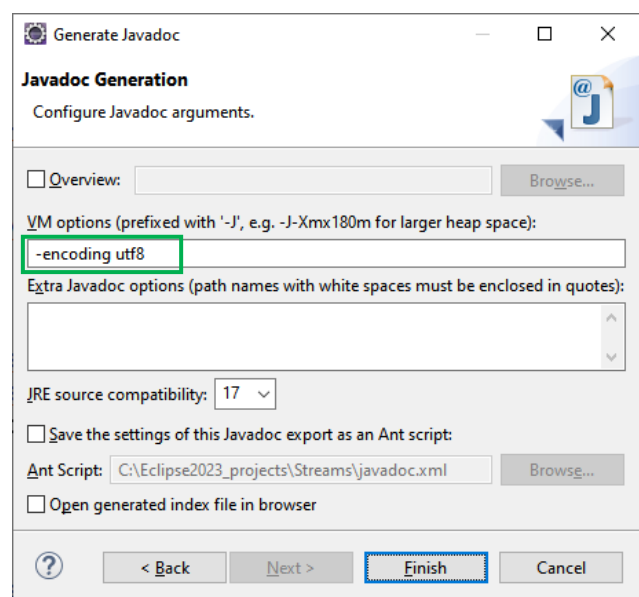 Generate Javadoc
Javadoc Generation
Configure Javadoc arguments.
@J
Overview: Browse...
VM options (prefixed with '-J', e.g. -J-Xmx180m for larger heap space):
-encoding utf8
Extra Javadoc options (path names with white spaces must be enclosed in quotes):
JRE source compatibility: 17
Save the settings of this Javadoc export as an Ant script:
Ant Script: C:\Eclipse2023_projects\Streams\javadoc.xml Browse...
Open generated index file in browser
? < Back Next > Finish Cancel